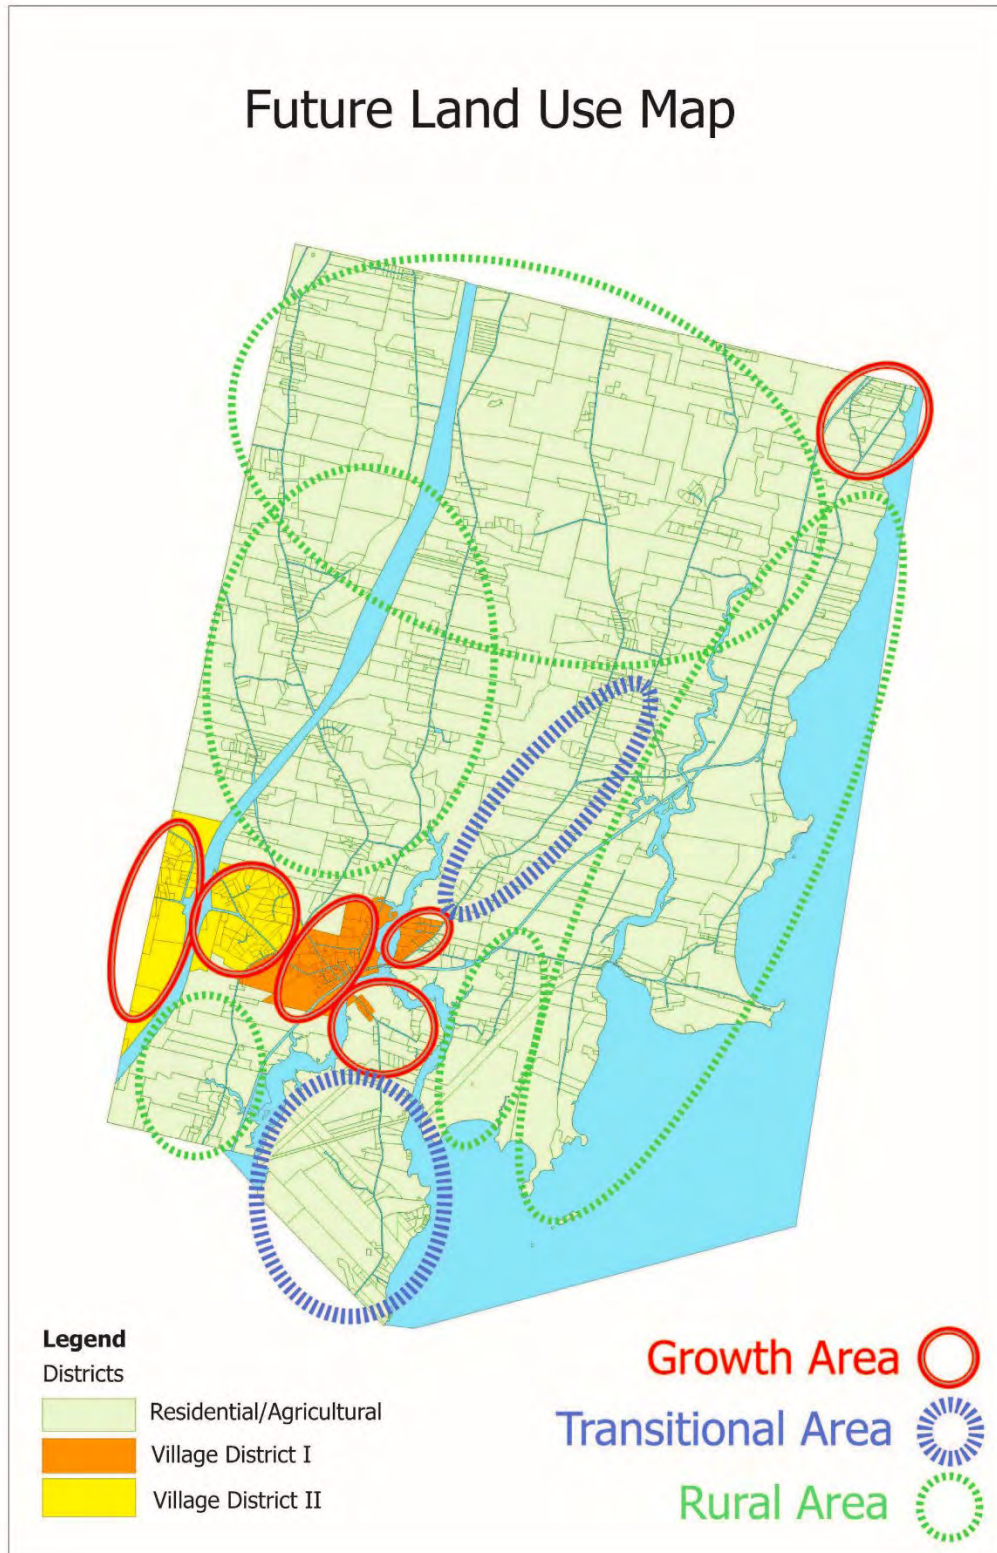 Future Land Use Map
Legend
Districts
Residential/Agricultural
Village District I
Village District II
Growth Area
Transitional Area
Rural Area